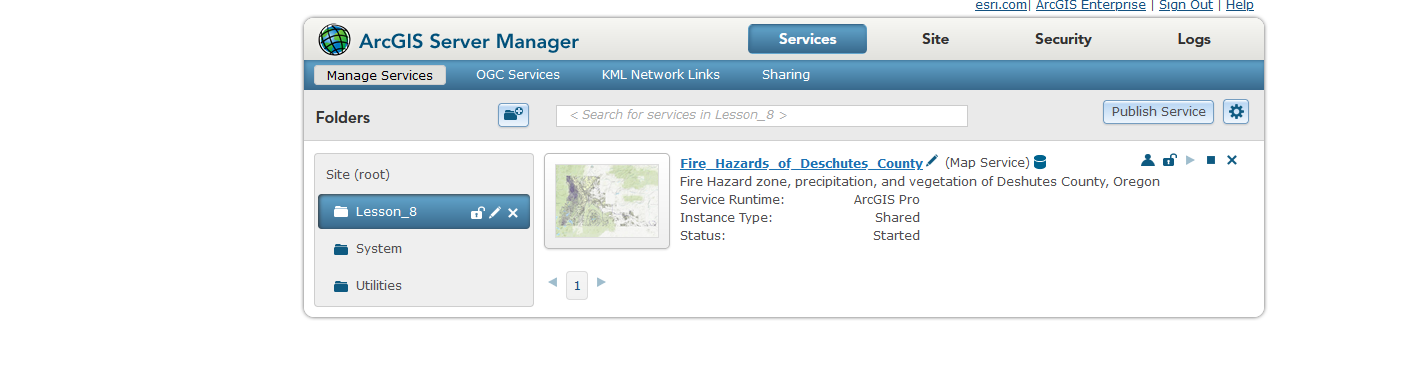 esri.com| ArcGIS Enterprise | Sign Out | Help
ArcGIS Server Manager
Services Site Security Logs
Manage Services OGC Services KML Network Links Sharing
Folders
< Search for services in Lesson_8 >
Publish Service
Site (root)
Lesson_8
System
Utilities
Fire_Hazards_of_Deschutes_County (Map Service)
Fire Hazard zone, precipitation, and vegetation of Deshutes County, Oregon
Service Runtime: ArcGIS Pro
Instance Type: Shared
Status: Started
1